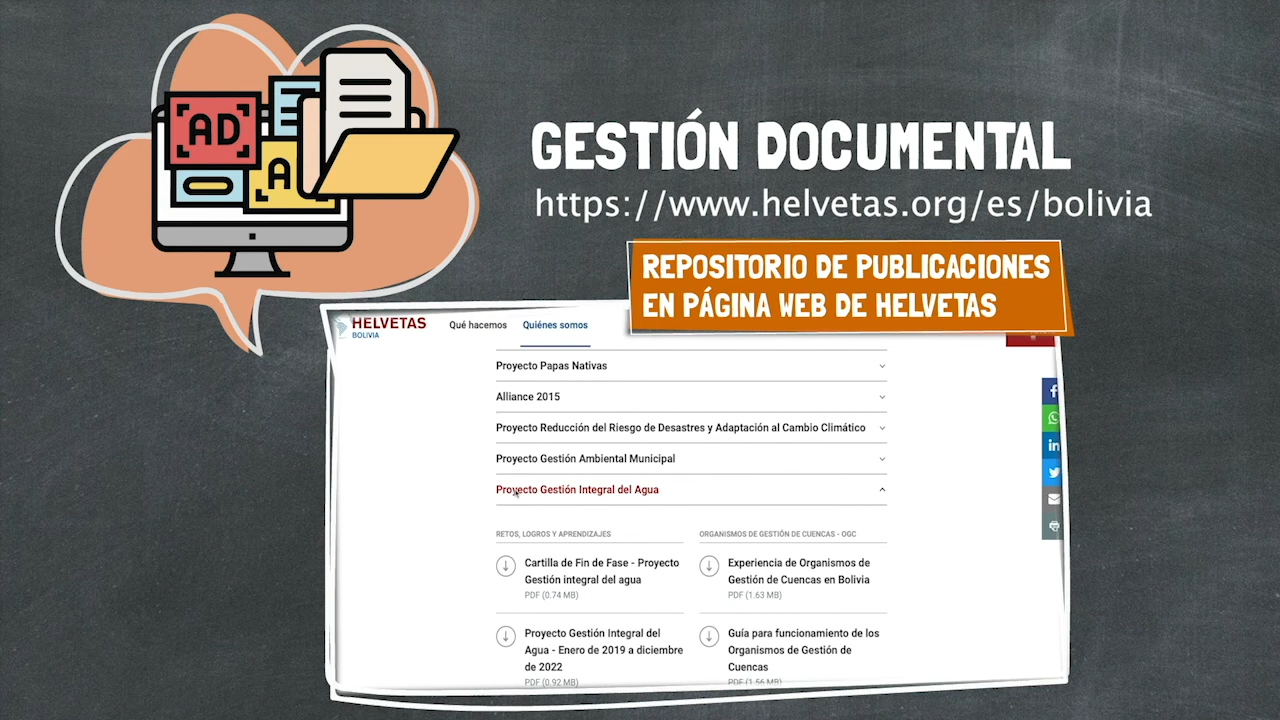 AD
A
GESTIÓN DOCUMENTAL
https://www.helvetas.org/es/bolivia
REPOSITORIO DE PUBLICACIONES
EN PÁGINA WEB DE HELVETAS
HELVETAS
BOLIVIA
Qué hacemos
Quiénes somos
Proyecto Papas Nativas
Alliance 2015
Proyecto Reducción del Riesgo de Desastres y Adaptación al Cambio Climático
Proyecto Gestión Ambiental Municipal
Proyecto Gestión Integral del Agua
RETOS, LOGROS Y APRENDIZAJES
Cartilla de Fin de Fase - Proyecto
Gestión integral del agua
PDF (0.74 MB)
Proyecto Gestión Integral del
Agua - Enero de 2019 a diciembre
de 2022
PDF (0.92 MB)
ORGANISMOS DE GESTIÓN DE CUENCAS - OGC
Experiencia de Organismos de
Gestión de Cuencas en Bolivia
PDF (1.63 MB)
Guía para funcionamiento de los
Organismos de Gestión de
Cuencas
PDF (1.56 MB)